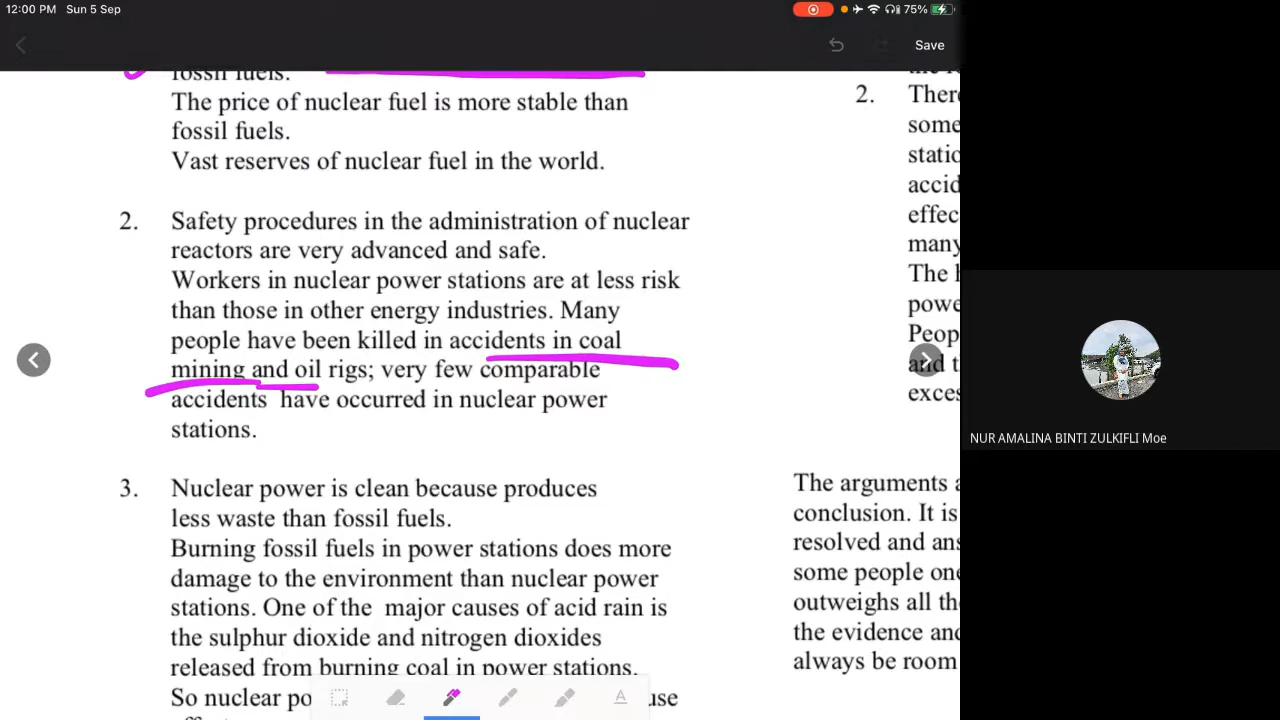 12:00 PM Sun 5 Sep
75%
Save
fossil fuels.
The price of nuclear fuel is more stable than
fossil fuels.
Vast reserves of nuclear fuel in the world.
2. Safety procedures in the administration of nuclear
reactors are very advanced and safe.
Workers in nuclear power stations are at less risk
than those in other energy industries. Many
people have been killed in accidents in coal
mining and oil rigs; very few comparable
accidents have occurred in nuclear power
stations.
3. Nuclear power is clean because produces
less waste than fossil fuels.
Burning fossil fuels in power stations does more
damage to the environment than nuclear power
stations. One of the major causes of acid rain is
the sulphur dioxide and nitrogen dioxides
released from burning coal in power stations.
So nuclear po
use
2. Ther
some
static
accid
effec
many
The h
powe
Peop
and t
exces
The arguments a
conclusion. It is
resolved and ans
some people one
outweighs all the
the evidence and
always be room
A
NUR AMALINA BINTI ZULKIFLI Moe